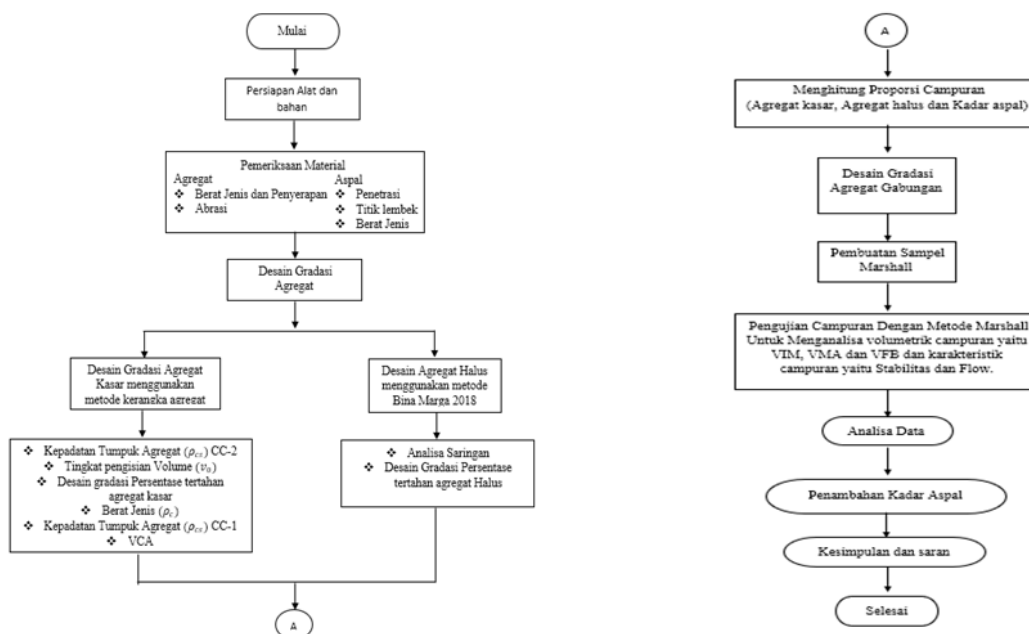 Mulai
Persiapan Alat dan
bahan
Pemeriksaan Material
Agregat
❖ Berat Jenis dan Penyerapan
❖ Abrasi
Aspal
❖ Penetrasi
❖ Titik lembek
❖ Berat Jenis
Desain Gradasi
Agregat
Desain Gradasi Agregat
Kasar menggunakan
metode kerangka agregat
❖ Kepadatan Tumpuk Agregat (ρcs) CC-2
❖ Tingkat pengisian Volume (v₀)
❖ Desain gradasi Persentase tertahan
agregat kasar
❖ Berat Jenis (ρc)
❖ Kepadatan Tumpuk Agregat (ρcs) CC-1
❖ VCA
Desain Agregat Halus
menggunakan metode
Bina Marga 2018
❖ Analisa Saringan
❖ Desain Gradasi Persentase
tertahan agregat Halus
A
A
Menghitung Proporsi Campuran
(Agregat kasar, Agregat halus dan Kadar aspal)
Desain Gradasi
Agregat Gabungan
Pembuatan Sampel
Marshall
Pengujian Campuran Dengan Metode Marshall
Untuk Menganalisa volumetrik campuran yaitu
VIM, VMA dan VFB dan karakteristik
campuran yaitu Stabilitas dan Flow.
Analisa Data
Penambahan Kadar Aspal
Kesimpulan dan saran
Selesai